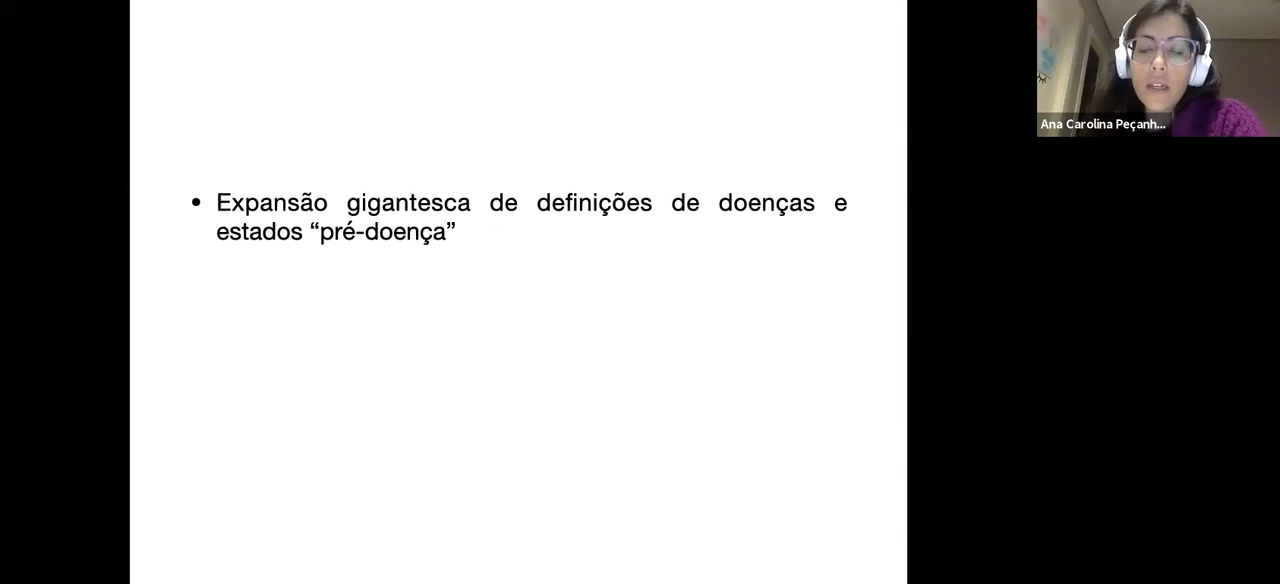 • Expansão gigantesca de definições de doenças e
estados “pré-doença”
Ana Carolina Peçanh...